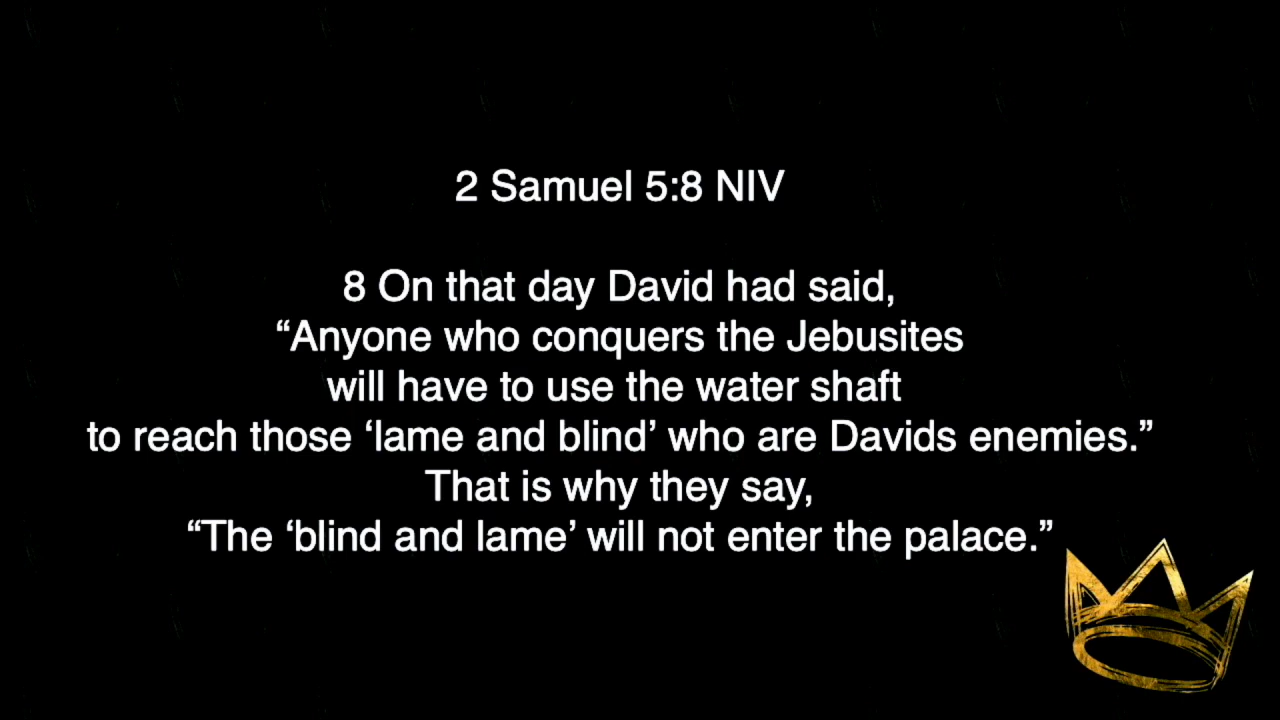 2 Samuel 5:8 NIV
8 On that day David had said,
“Anyone who conquers the Jebusites
will have to use the water shaft
to reach those ‘lame and blind’ who are Davids enemies.”
That is why they say,
“The ‘blind and lame’ will not enter the palace.”